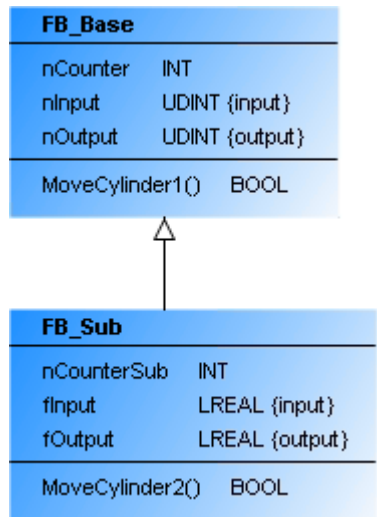 FB_Base
nCounter INT
nInput UDINT {input}
nOutput UDINT {output}
MoveCylinder1() BOOL
FB_Sub
nCounterSub INT
fInput LREAL {input}
fOutput LREAL {output}
MoveCylinder2() BOOL